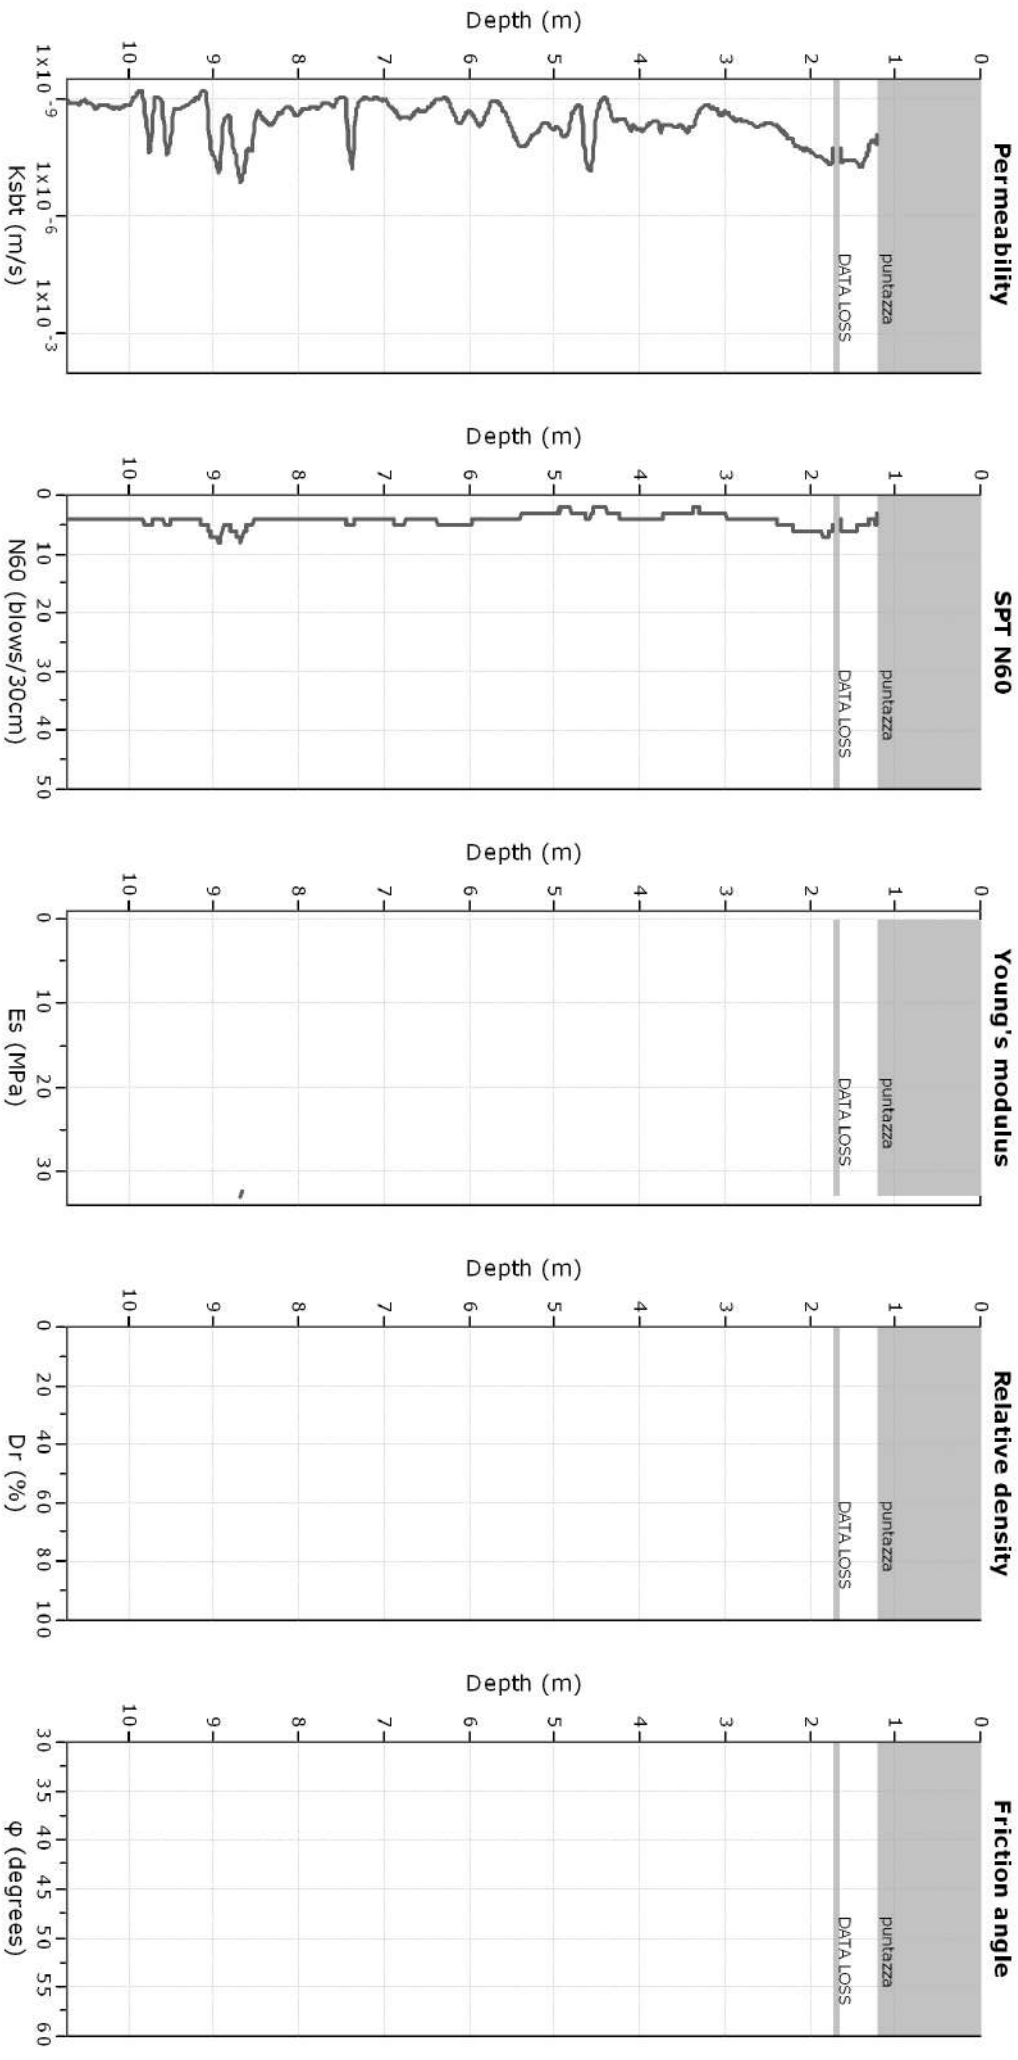 Permeability
puntazza
DATA LOSS
Depth (m)
0
1
2
3
4
5
6
7
8
9
10
1x10 -9
1x10 -6
1x10 -3
Ksbt (m/s)
SPT N60
puntazza
DATA LOSS
Depth (m)
0
1
2
3
4
5
6
7
8
9
10
0 10 20 30 40 50
N60 (blows/30cm)
Young's modulus
puntazza
DATA LOSS
Depth (m)
0
1
2
3
4
5
6
7
8
9
10
0 10 20 30
Es (MPa)
Relative density
puntazza
DATA LOSS
Depth (m)
0
1
2
3
4
5
6
7
8
9
10
0 20 40 60 80 100
Dr (%)
Friction angle
puntazza
DATA LOSS
Depth (m)
0
1
2
3
4
5
6
7
8
9
10
30 35 40 45 50 55 60
φ (degrees)